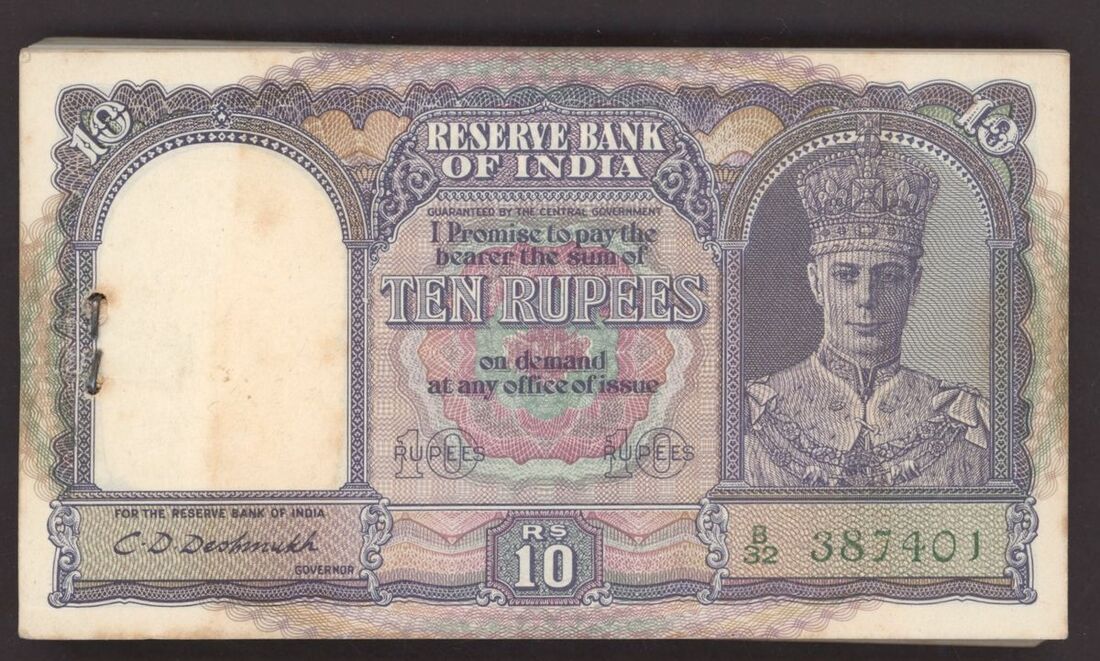 10
10
RESERVE BANK
OF INDIA
GUARANTEED BY THE CENTRAL GOVERNMENT
I Promise to pay the
bearer the sum of
TEN RUPEES
on demand
at any office of issue
10 RUPEES
10 RUPEES
FOR THE RESERVE BANK OF INDIA
C. D. Deshmukh
GOVERNOR
RS
10
B/32 387401